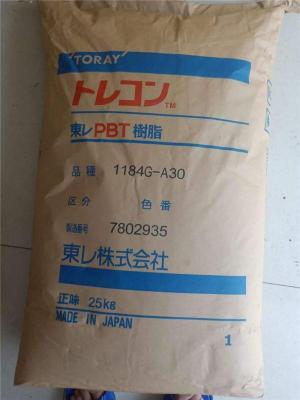 'TORAY'
トレコン TM
東レPBT樹脂
品種 1184G-A30
区分 色番
製造番号 7802935
東レ株式会社
正味 25kg
MADE IN JAPAN
1